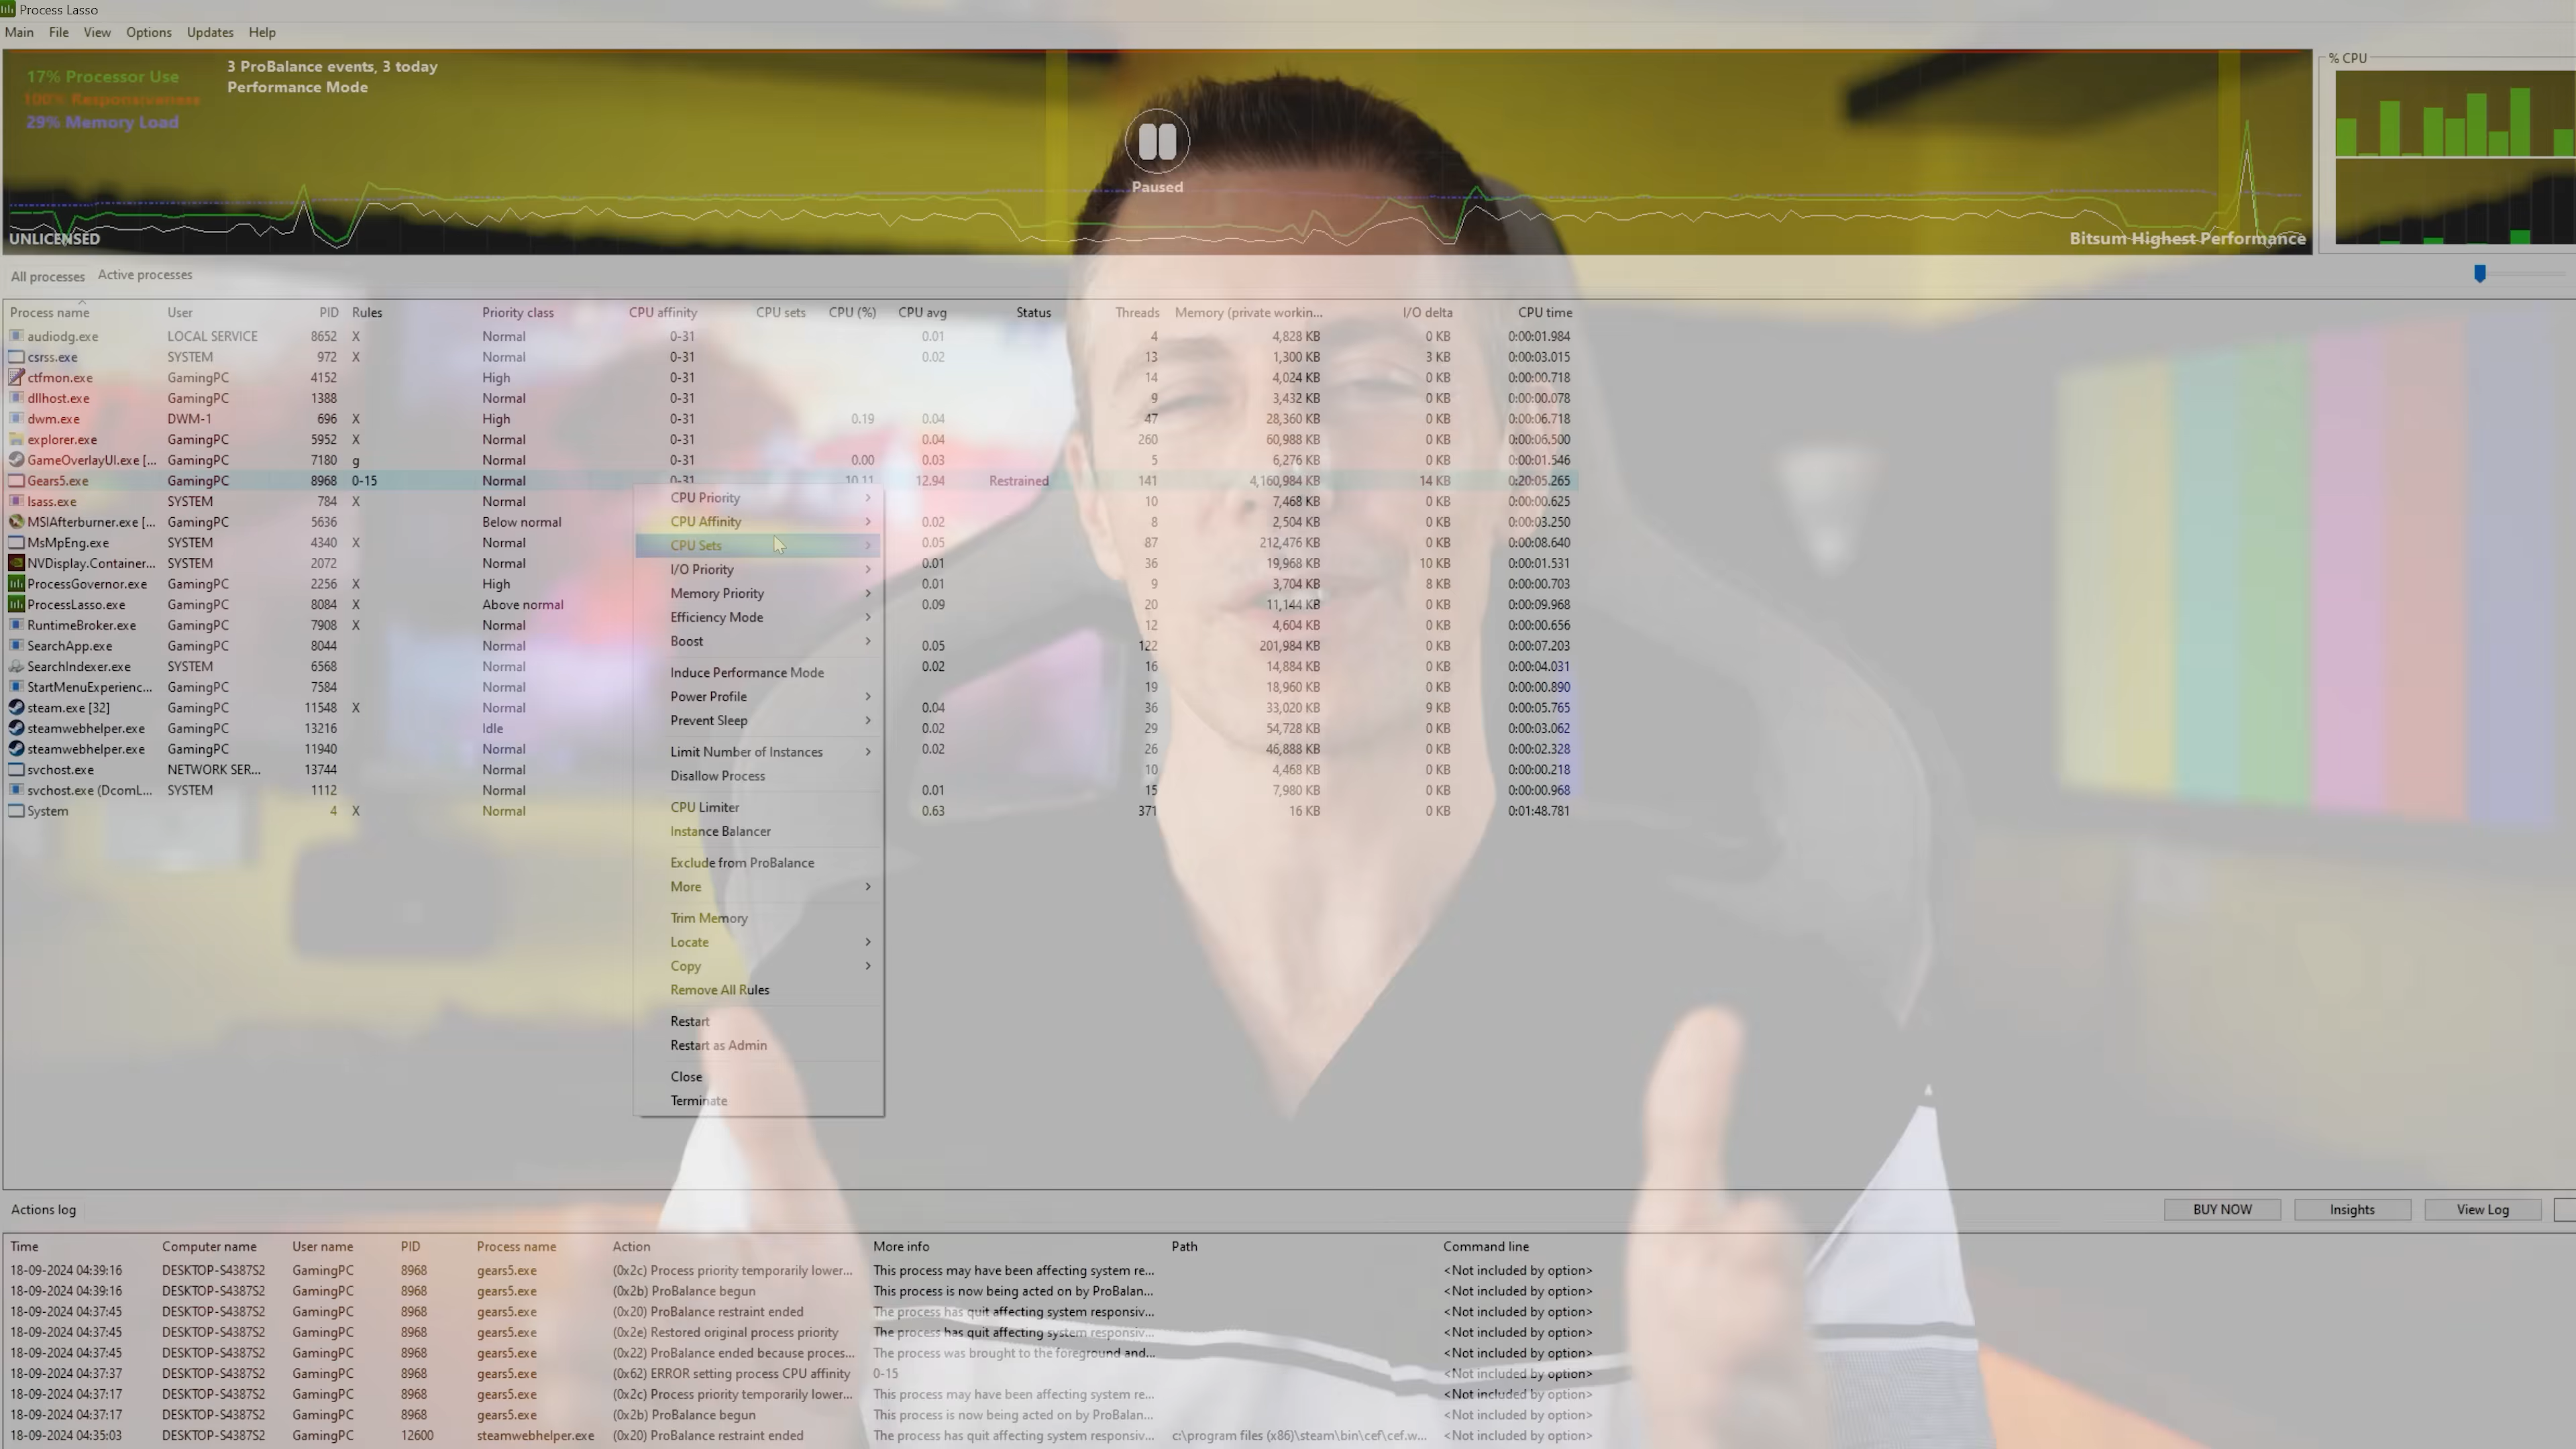 Process Lasso
Main File View Options Updates Help
17% Processor Use
100% Responsiveness
29% Memory Load
3 ProBalance events, 3 today
Performance Mode
Paused
UNLICENSED
Bitsum Highest Performance
% CPU
All processes Active processes
Process name User PID Rules Priority class CPU affinity CPU sets CPU (%) CPU avg Status Threads Memory (private workin... I/O delta CPU time
audiodg.exe LOCAL SERVICE 8652 X Normal 0-31 0.01 4 4,828 KB 0 KB 0:00:01.984
csrss.exe SYSTEM 972 X Normal 0-31 0.02 13 1,300 KB 3 KB 0:00:03.015
ctfmon.exe GamingPC 4152 High 0-31 14 4,024 KB 0 KB 0:00:00.718
dllhost.exe GamingPC 1388 Normal 0-31 9 3,432 KB 0 KB 0:00:00.078
dwm.exe DWM-1 696 X High 0-31 0.19 0.04 47 28,360 KB 0 KB 0:00:06.718
explorer.exe GamingPC 5952 X Normal 0-31 0.04 260 60,988 KB 0 KB 0:00:06.500
GameOverlayUI.exe [... GamingPC 7180 g Normal 0-31 0.00 0.03 5 6,276 KB 0 KB 0:00:01.546
Gears5.exe GamingPC 8968 0-15 Normal 0-31 10.11 12.94 Restrained 141 4,160,984 KB 14 KB 0:20:05.265
lsass.exe SYSTEM 784 X Normal 10 7,468 KB 0 KB 0:00:00.625
MSIAfterburner.exe [... GamingPC 5636 Below normal 0.02 8 2,504 KB 0 KB 0:00:03.250
MsMpEng.exe SYSTEM 4340 X Normal 0.05 87 212,476 KB 0 KB 0:00:08.640
NVDisplay.Container... SYSTEM 2072 Normal 0.01 36 19,968 KB 10 KB 0:00:01.531
ProcessGovernor.exe GamingPC 2256 X High 0.01 9 3,704 KB 8 KB 0:00:00.703
ProcessLasso.exe GamingPC 8084 X Above normal 0.09 20 11,144 KB 0 KB 0:00:09.968
RuntimeBroker.exe GamingPC 7908 X Normal 12 4,604 KB 0 KB 0:00:00.656
SearchApp.exe GamingPC 8044 Normal 0.05 122 201,984 KB 0 KB 0:00:07.203
SearchIndexer.exe SYSTEM 6568 Normal 0.02 16 14,884 KB 0 KB 0:00:04.031
StartMenuExperienc... GamingPC 7584 Normal 19 18,960 KB 0 KB 0:00:00.890
steam.exe [32] GamingPC 11548 X Normal 0.04 36 33,020 KB 9 KB 0:00:05.765
steamwebhelper.exe GamingPC 13216 Idle 0.02 29 54,728 KB 0 KB 0:00:03.062
steamwebhelper.exe GamingPC 11940 Normal 0.02 26 46,888 KB 0 KB 0:00:02.328
svchost.exe NETWORK SER... 13744 Normal 10 4,468 KB 0 KB 0:00:00.218
svchost.exe (DcomL... SYSTEM 1112 Normal 0.01 15 7,980 KB 0 KB 0:00:00.968
System 4 X Normal 0.63 371 16 KB 0 KB 0:01:48.781
CPU Priority
CPU Affinity
CPU Sets
I/O Priority
Memory Priority
Efficiency Mode
Boost
Induce Performance Mode
Power Profile
Prevent Sleep
Limit Number of Instances
Disallow Process
CPU Limiter
Instance Balancer
Exclude from ProBalance
More
Trim Memory
Locate
Copy
Remove All Rules
Restart
Restart as Admin
Close
Terminate
Actions log
BUY NOW Insights View Log
Time Computer name User name PID Process name Action More info Path Command line
18-09-2024 04:39:16 DESKTOP-S4387S2 GamingPC 8968 gears5.exe (0x2c) Process priority temporarily lower... This process may have been affecting system re... <Not included by option>
18-09-2024 04:39:16 DESKTOP-S4387S2 GamingPC 8968 gears5.exe (0x2b) ProBalance begun This process is now being acted on by ProBalan... <Not included by option>
18-09-2024 04:37:45 DESKTOP-S4387S2 GamingPC 8968 gears5.exe (0x20) ProBalance restraint ended The process has quit affecting system responsiv... <Not included by option>
18-09-2024 04:37:45 DESKTOP-S4387S2 GamingPC 8968 gears5.exe (0x2e) Restored original process priority The process has quit affecting system responsiv... <Not included by option>
18-09-2024 04:37:45 DESKTOP-S4387S2 GamingPC 8968 gears5.exe (0x22) ProBalance ended because proces... The process was brought to the foreground and... <Not included by option>
18-09-2024 04:37:37 DESKTOP-S4387S2 GamingPC 8968 gears5.exe (0x62) ERROR setting process CPU affinity 0-15 <Not included by option>
18-09-2024 04:37:17 DESKTOP-S4387S2 GamingPC 8968 gears5.exe (0x2c) Process priority temporarily lower... This process may have been affecting system re... <Not included by option>
18-09-2024 04:37:17 DESKTOP-S4387S2 GamingPC 8968 gears5.exe (0x2b) ProBalance begun This process is now being acted on by ProBalan... <Not included by option>
18-09-2024 04:35:03 DESKTOP-S4387S2 GamingPC 12600 steamwebhelper.exe (0x20) ProBalance restraint ended The process has quit affecting system responsiv... c:\program files (x86)\steam\bin\cef\cef.w... <Not included by option>